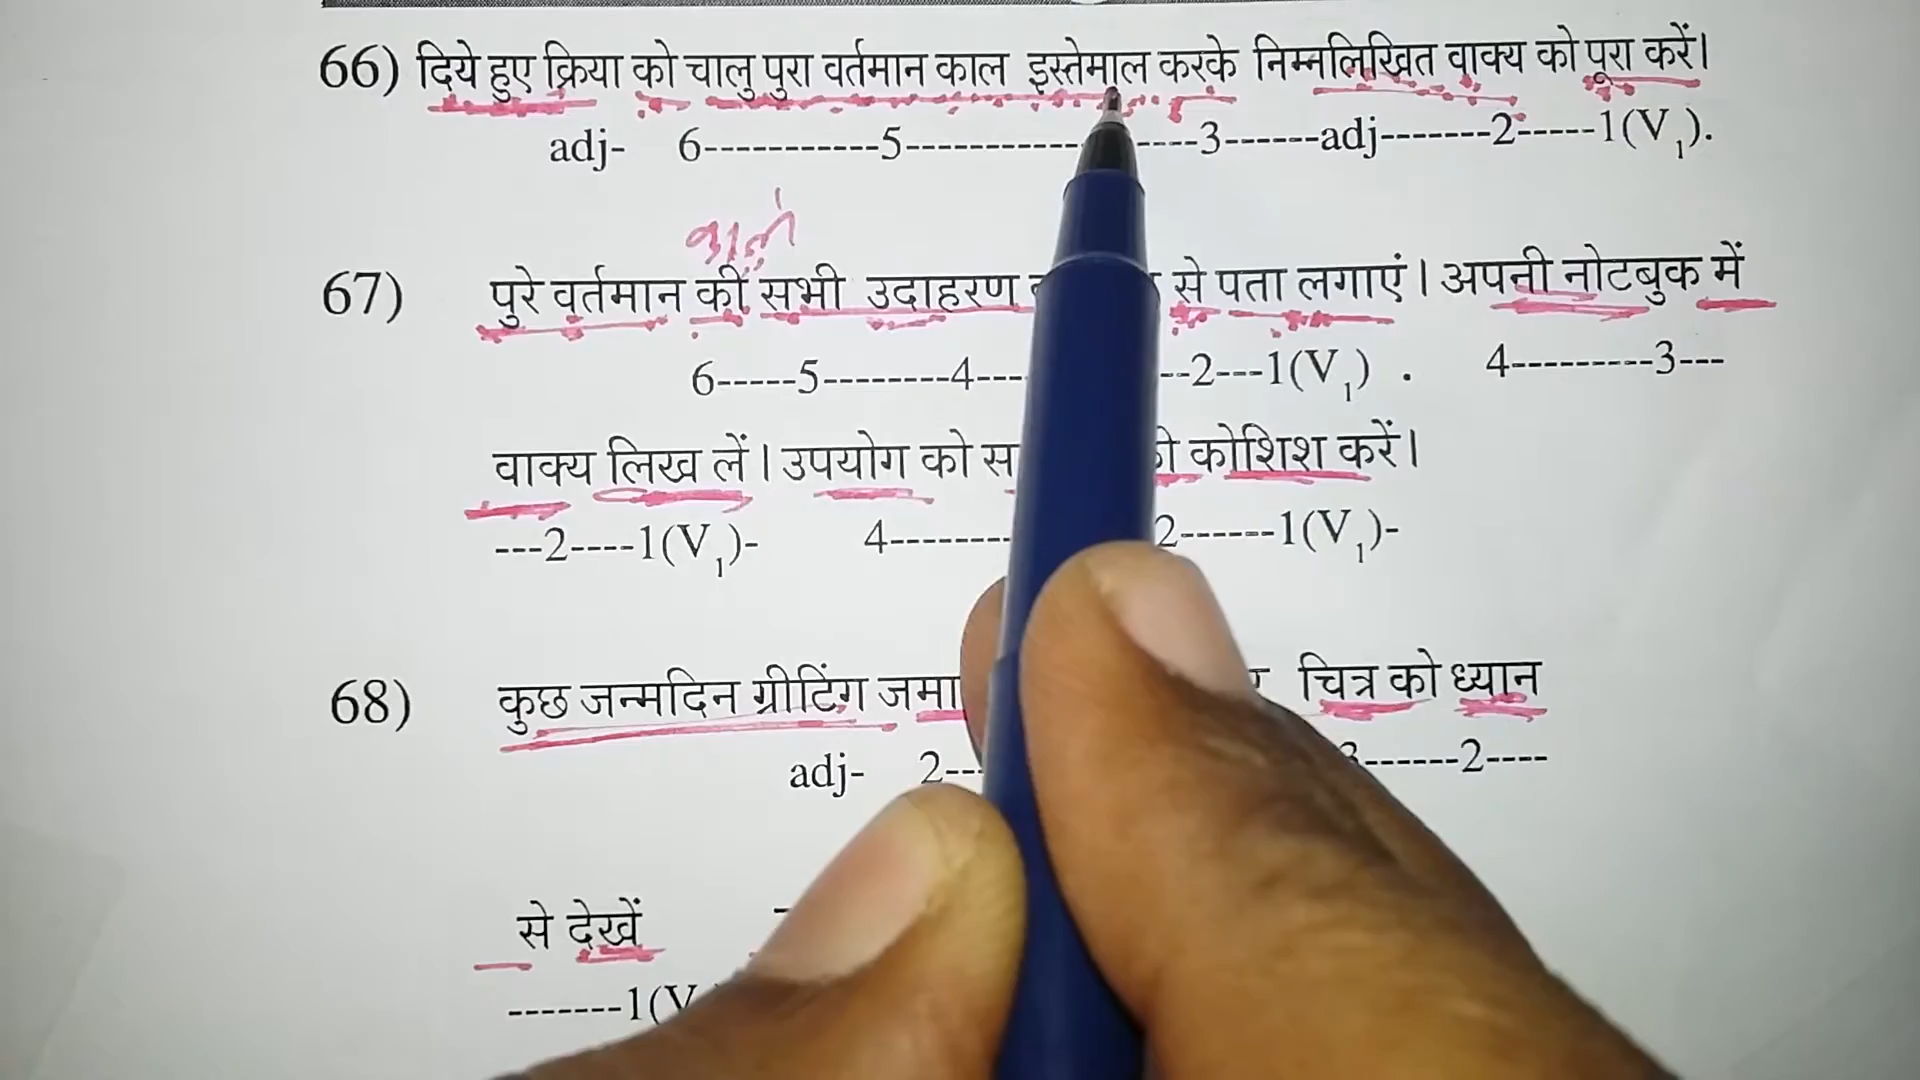 66) दिये हुए क्रिया को चालु पुरा वर्तमान काल इस्तेमाल करके निम्नलिखित वाक्य को पूरा करें।
adj- 6-----------5----------- ----3------adj-------2-----1(V₁).
काल
67) पुरे वर्तमान की सभी उदाहरण से पता लगाएं। अपनी नोटबुक में
6-----5--------4--- --2---1(V₁) . 4---------3---
वाक्य लिख लें। उपयोग को कोशिश करें।
---2----1(V₁)- 4-------- 2------1(V₁)-
68) कुछ जन्मदिन ग्रीटिंग चित्र को ध्यान
adj- 2--- 3------2----
से देखें
-------1(V